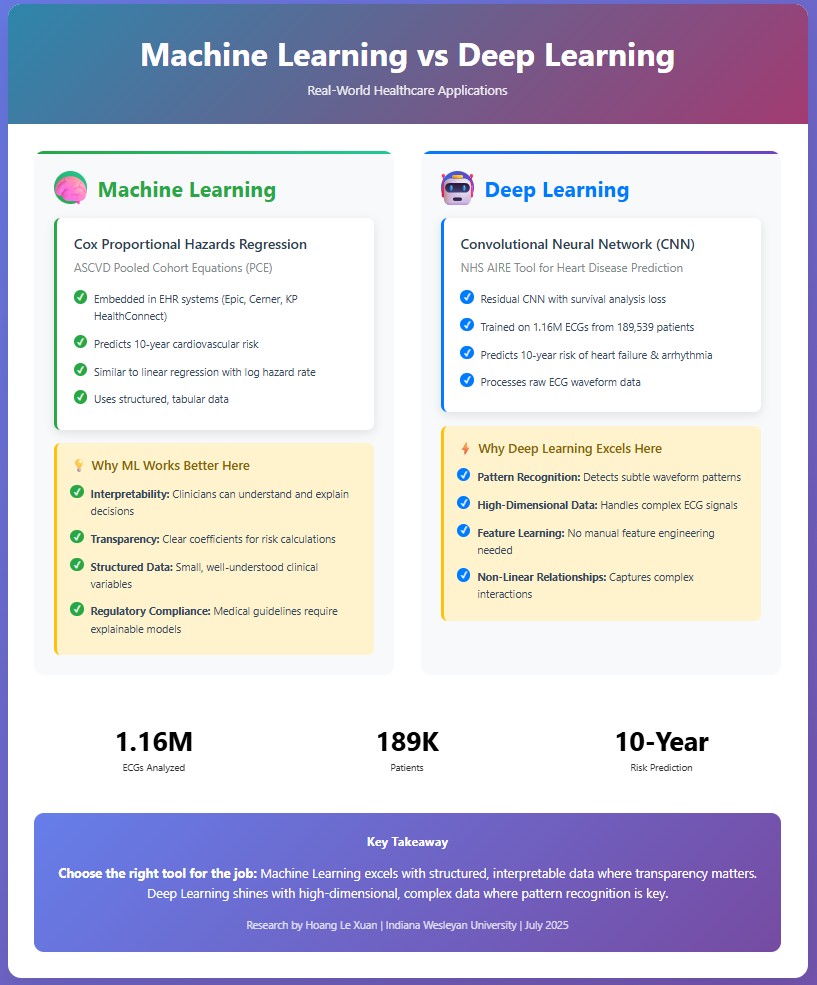 Machine Learning vs Deep Learning
Real-World Healthcare Applications
Machine Learning
Cox Proportional Hazards Regression
ASCVD Pooled Cohort Equations (PCE)
Embedded in EHR systems (Epic, Cerner, KP
HealthConnect)
Predicts 10-year cardiovascular risk
Similar to linear regression with log hazard rate
Uses structured, tabular data
Why ML Works Better Here
Interpretability: Clinicians can understand and explain
decisions
Transparency: Clear coefficients for risk calculations
Structured Data: Small, well-understood clinical
variables
Regulatory Compliance: Medical guidelines require
explainable models
Deep Learning
Convolutional Neural Network (CNN)
NHS AIRE Tool for Heart Disease Prediction
Residual CNN with survival analysis loss
Trained on 1.16M ECGs from 189,539 patients
Predicts 10-year risk of heart failure & arrhythmia
Processes raw ECG waveform data
Why Deep Learning Excels Here
Pattern Recognition: Detects subtle waveform patterns
High-Dimensional Data: Handles complex ECG signals
Feature Learning: No manual feature engineering
needed
Non-Linear Relationships: Captures complex
interactions
1.16M
ECGs Analyzed
189K
Patients
10-Year
Risk Prediction
Key Takeaway
Choose the right tool for the job: Machine Learning excels with structured, interpretable data where transparency matters.
Deep Learning shines with high-dimensional, complex data where pattern recognition is key.
Research by Hoang Le Xuan | Indiana Wesleyan University | July 2025